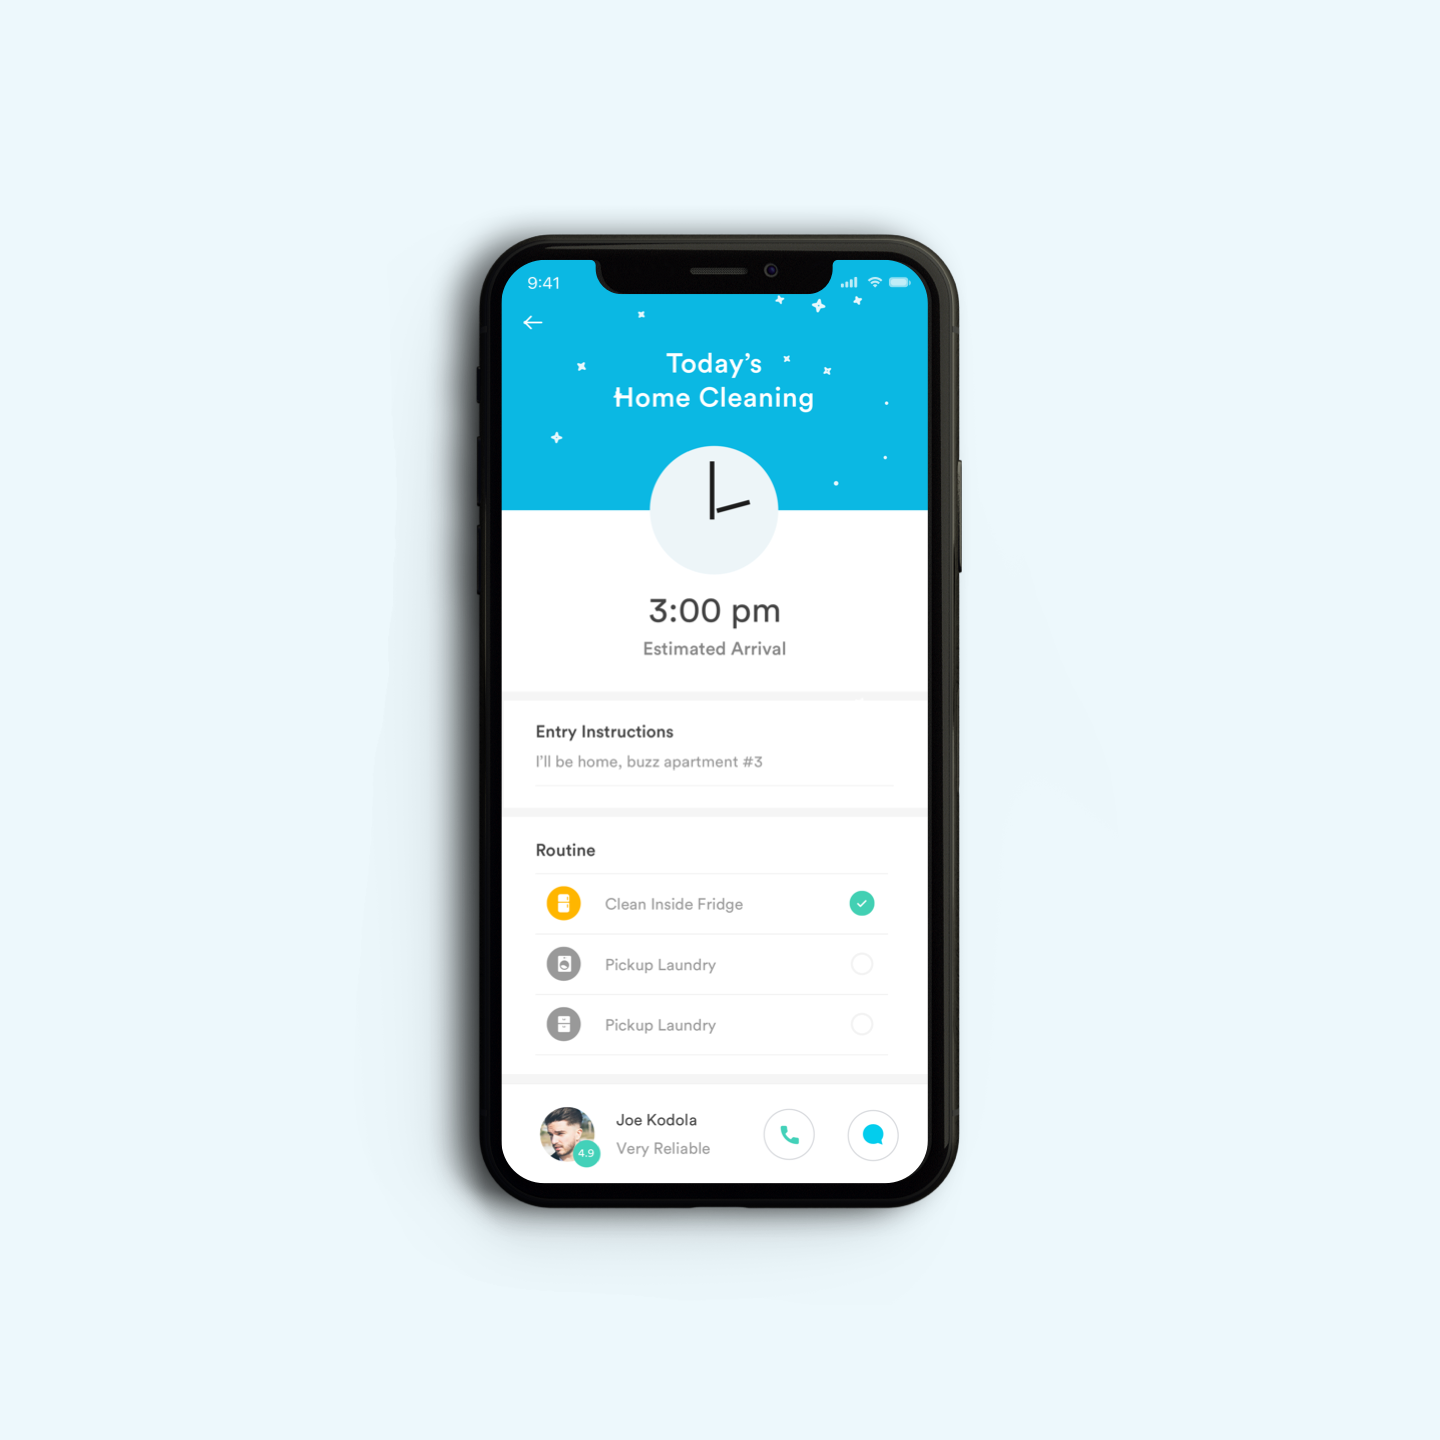 9:41
Today’s
Home Cleaning
3:00 pm
Estimated Arrival
Entry Instructions
I’ll be home, buzz apartment #3
Routine
Clean Inside Fridge
Pickup Laundry
Pickup Laundry
Joe Kodola
4.9
Very Reliable